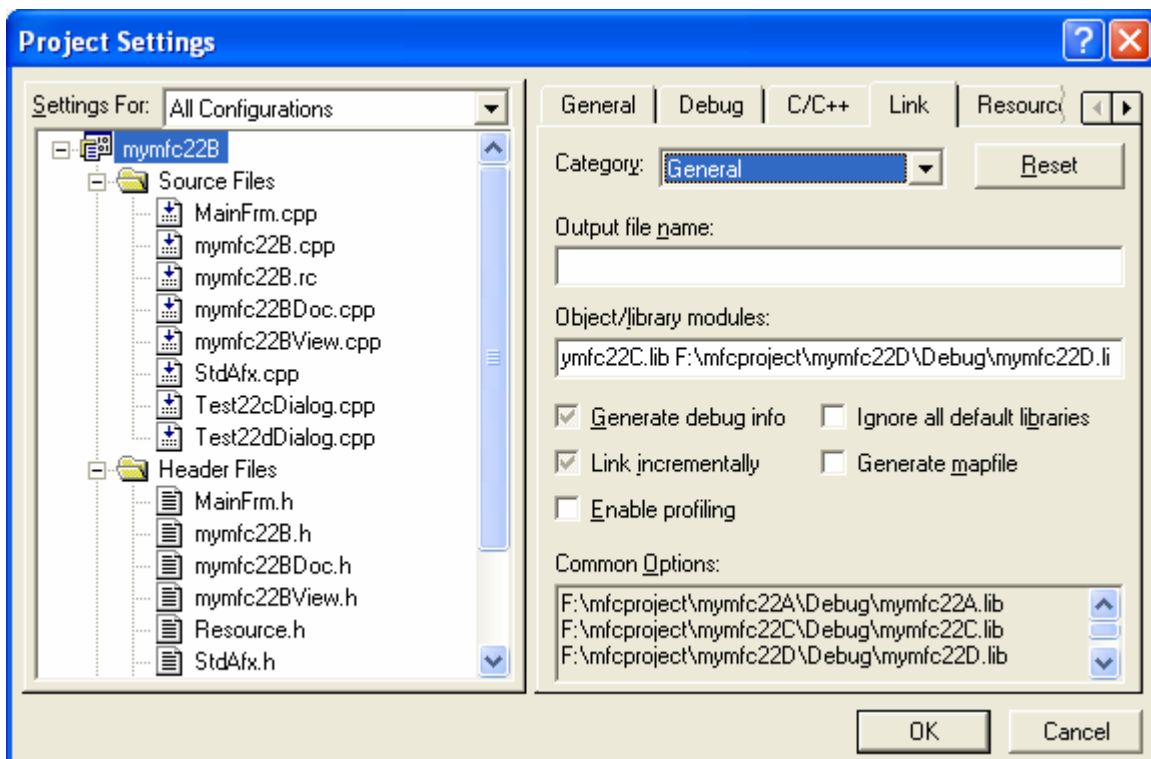 Project Settings
Settings For: All Configurations
mymfc22B
Source Files
MainFrm.cpp
mymfc22B.cpp
mymfc22B.rc
mymfc22BDoc.cpp
mymfc22BView.cpp
StdAfx.cpp
Test22cDialog.cpp
Test22dDialog.cpp
Header Files
MainFrm.h
mymfc22B.h
mymfc22BDoc.h
mymfc22BView.h
Resource.h
StdAfx.h
General Debug C/C++ Link Resourc
Category: General Reset
Output file name:
Object/library modules:
ymfc22C.lib F:\mfcproject\mymfc22D\Debug\mymfc22D.li
Generate debug info Ignore all default libraries
Link incrementally Generate mapfile
Enable profiling
Common Options:
F:\mfcproject\mymfc22A\Debug\mymfc22A.lib
F:\mfcproject\mymfc22C\Debug\mymfc22C.lib
F:\mfcproject\mymfc22D\Debug\mymfc22D.lib
OK Cancel